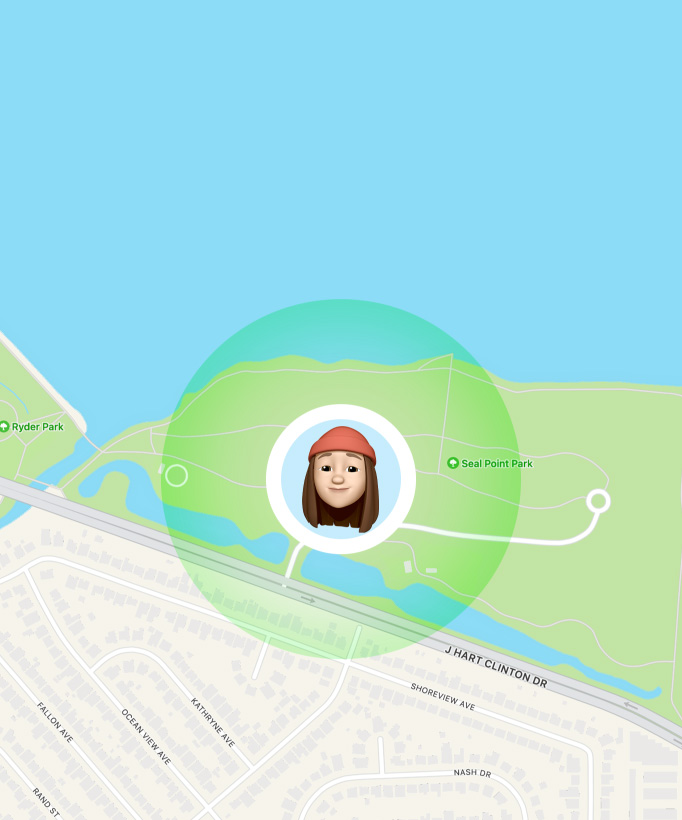 Ryder Park
Seal Point Park
J HART CLINTON DR
SHOREVIEW AVE
KATHRYNE AVE
FALLON AVE
OCEAN VIEW AVE
NASH DR
RAND ST